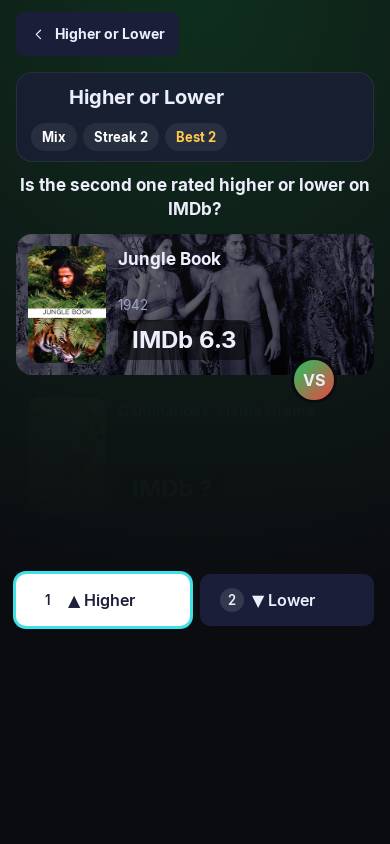 Higher or Lower
Higher or Lower
Mix
Streak 2
Best 2
Is the second one rated higher or lower on
IMDb?
JUNGLE BOOK
Jungle Book
1942
IMDb 6.3
VS
IMDb ?
1
▲ Higher
2
▼ Lower